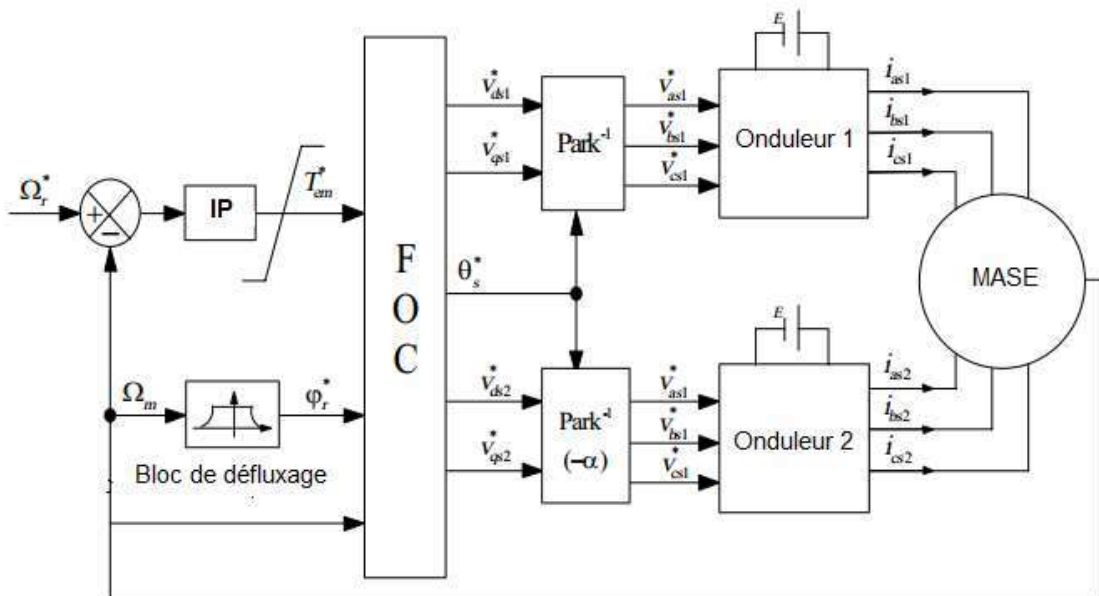 Ω*r
+
−
IP
T*em
Ωm
φ*r
Bloc de défluxage
F
O
C
v*ds1
v*qs1
θ*s
v*ds2
v*qs2
Park-1
Park-1
(−α)
v*as1
v*bs1
v*cs1
v*as1
v*bs1
v*cs1
E
Onduleur 1
E
Onduleur 2
ias1
ibs1
ics1
MASE
ias2
ibs2
ics2